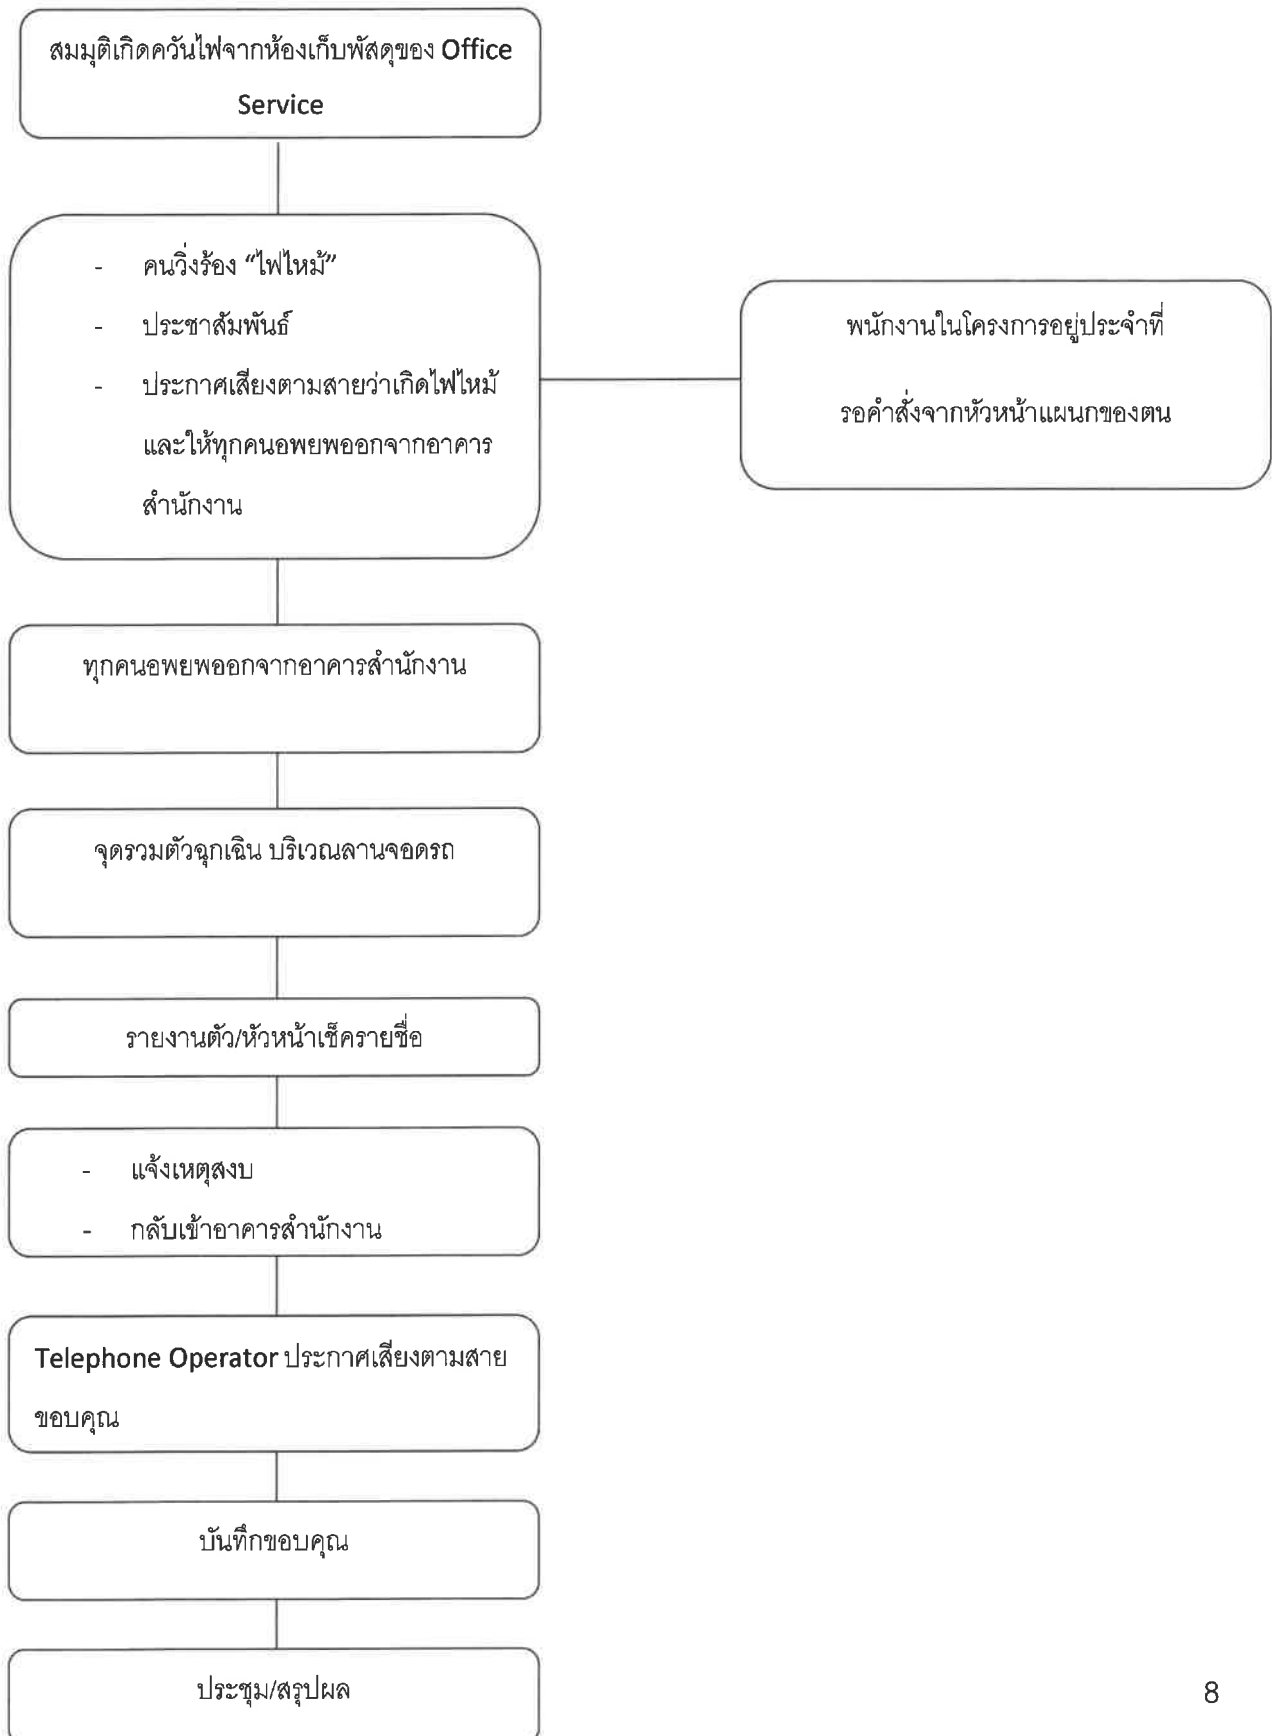 สมมุติเกิดควันไฟจากห้องเก็บพัสดุของ Office
Service
- คนวิ่งร้อง “ไฟไหม้”
- ประชาสัมพันธ์
- ประกาศเสียงตามสายว่าเกิดไฟไหม้
และให้ทุกคนอพยพออกจากอาคาร
สำนักงาน
พนักงานในโครงการอยู่ประจำที่
รอคำสั่งจากหัวหน้าแผนกของตน
ทุกคนอพยพออกจากอาคารสำนักงาน
จุดรวมตัวฉุกเฉิน บริเวณลานจอดรถ
รายงานตัว/หัวหน้าเช็ครายชื่อ
- แจ้งเหตุสงบ
- กลับเข้าอาคารสำนักงาน
Telephone Operator ประกาศเสียงตามสาย
ขอบคุณ
บันทึกขอบคุณ
ประชุม/สรุปผล
8